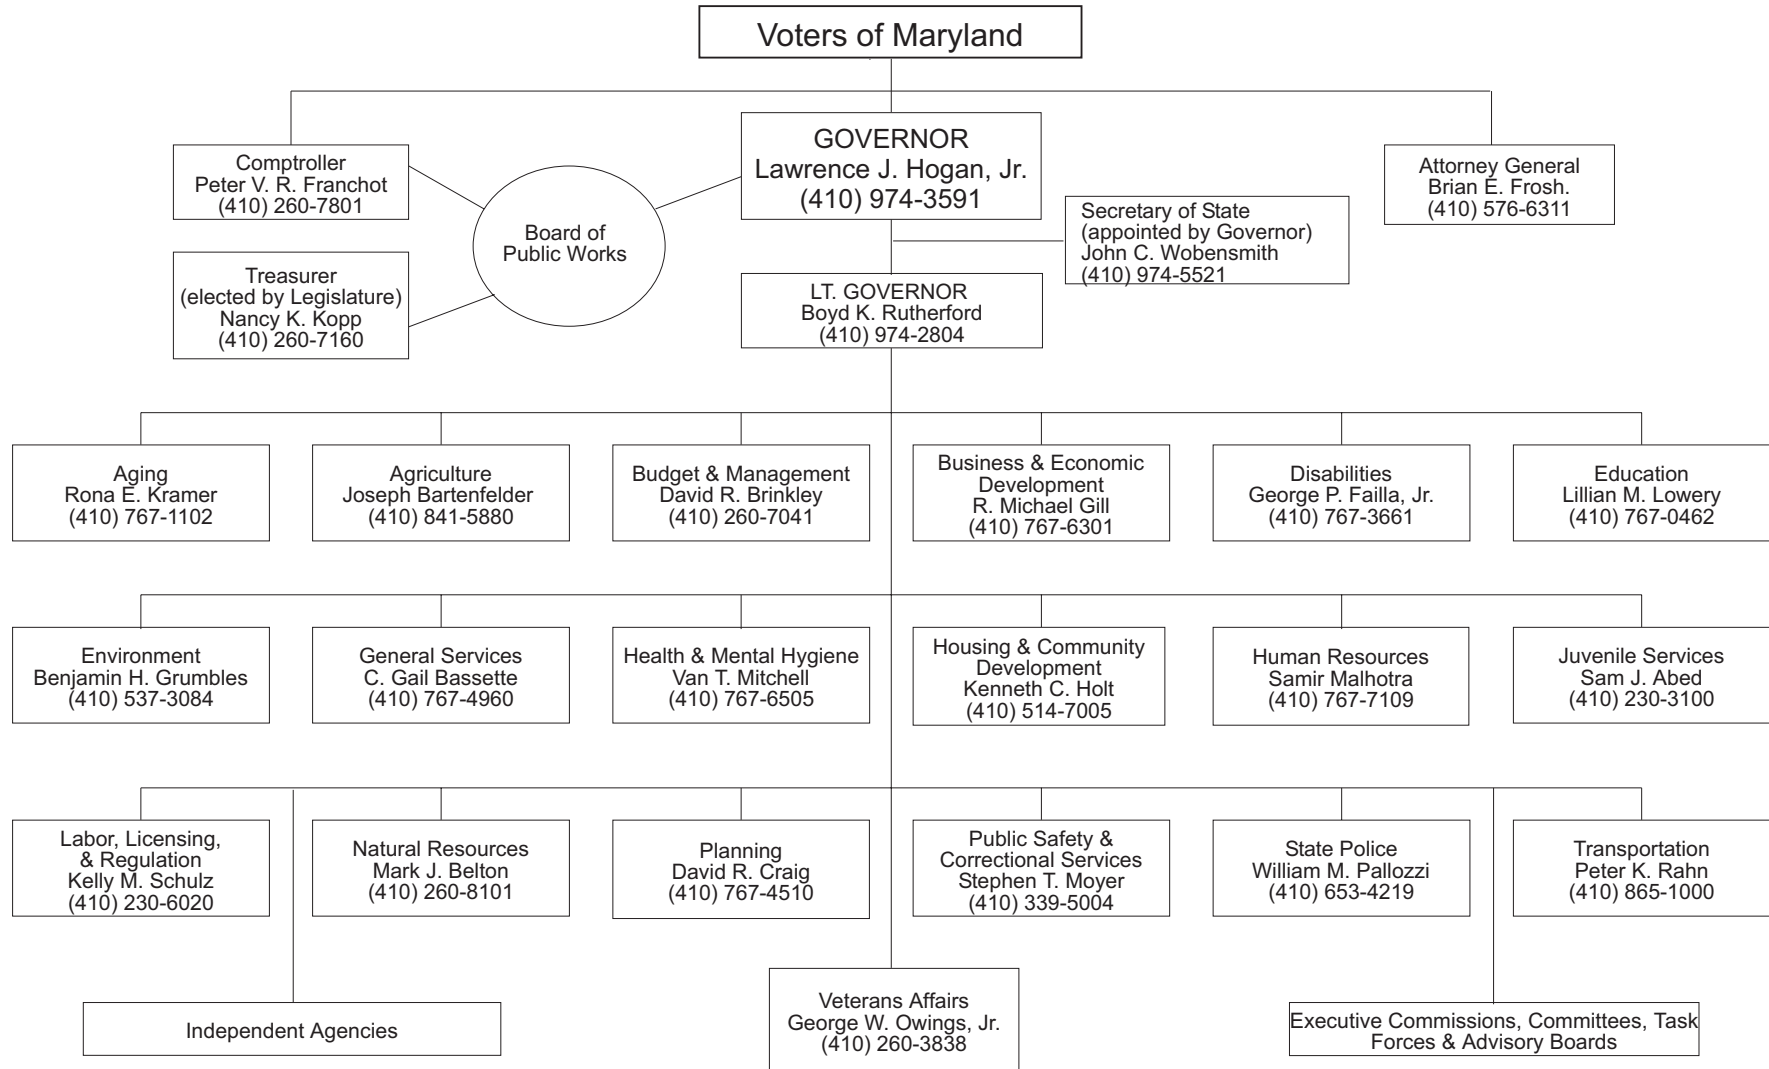 Voters of Maryland
Comptroller
Peter V. R. Franchot
(410) 260-7801
Board of
Public Works
GOVERNOR
Lawrence J. Hogan, Jr.
(410) 974-3591
Attorney General
Brian E. Frosh.
(410) 576-6311
Secretary of State
(appointed by Governor)
John C. Wobensmith
(410) 974-5521
Treasurer
(elected by Legislature)
Nancy K. Kopp
(410) 260-7160
LT. GOVERNOR
Boyd K. Rutherford
(410) 974-2804
Aging
Rona E. Kramer
(410) 767-1102
Agriculture
Joseph Bartenfelder
(410) 841-5880
Budget & Management
David R. Brinkley
(410) 260-7041
Business & Economic
Development
R. Michael Gill
(410) 767-6301
Disabilities
George P. Failla, Jr.
(410) 767-3661
Education
Lillian M. Lowery
(410) 767-0462
Environment
Benjamin H. Grumbles
(410) 537-3084
General Services
C. Gail Bassette
(410) 767-4960
Health & Mental Hygiene
Van T. Mitchell
(410) 767-6505
Housing & Community
Development
Kenneth C. Holt
(410) 514-7005
Human Resources
Samir Malhotra
(410) 767-7109
Juvenile Services
Sam J. Abed
(410) 230-3100
Labor, Licensing,
& Regulation
Kelly M. Schulz
(410) 230-6020
Natural Resources
Mark J. Belton
(410) 260-8101
Planning
David R. Craig
(410) 767-4510
Public Safety &
Correctional Services
Stephen T. Moyer
(410) 339-5004
State Police
William M. Pallozzi
(410) 653-4219
Transportation
Peter K. Rahn
(410) 865-1000
Independent Agencies
Veterans Affairs
George W. Owings, Jr.
(410) 260-3838
Executive Commissions, Committees, Task
Forces & Advisory Boards